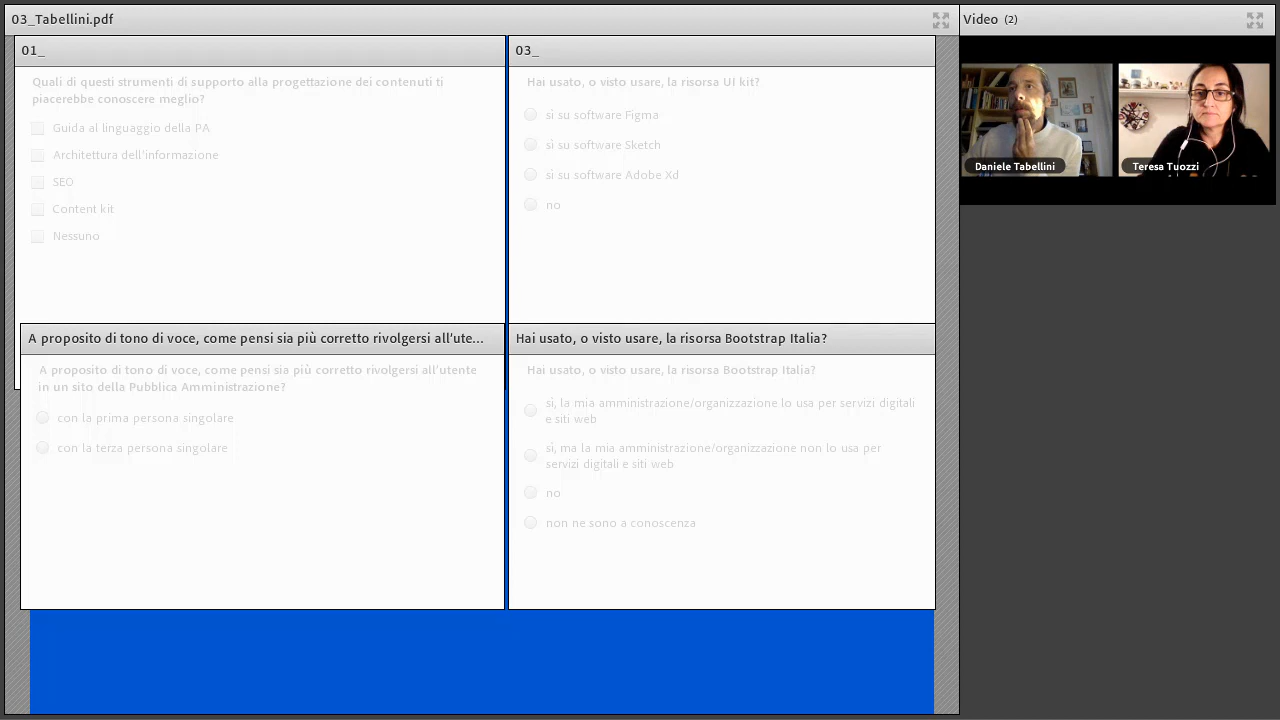 03_Tabellini.pdf
01_
Quali di questi strumenti di supporto alla progettazione dei contenuti ti
piacerebbe conoscere meglio?
Guida al linguaggio della PA
Architettura dell'informazione
SEO
Content kit
Nessuno
03_
Hai usato, o visto usare, la risorsa UI kit?
sì su software Figma
sì su software Sketch
sì su software Adobe Xd
no
A proposito di tono di voce, come pensi sia più corretto rivolgersi all'ute...
A proposito di tono di voce, come pensi sia più corretto rivolgersi all'utente
in un sito della Pubblica Amministrazione?
con la prima persona singolare
con la terza persona singolare
Hai usato, o visto usare, la risorsa Bootstrap Italia?
Hai usato, o visto usare, la risorsa Bootstrap Italia?
sì, la mia amministrazione/organizzazione lo usa per servizi digitali
e siti web
sì, ma la mia amministrazione/organizzazione non lo usa per
servizi digitali e siti web
no
non ne sono a conoscenza
Video (2)
Daniele Tabellini
Teresa Tuozzi